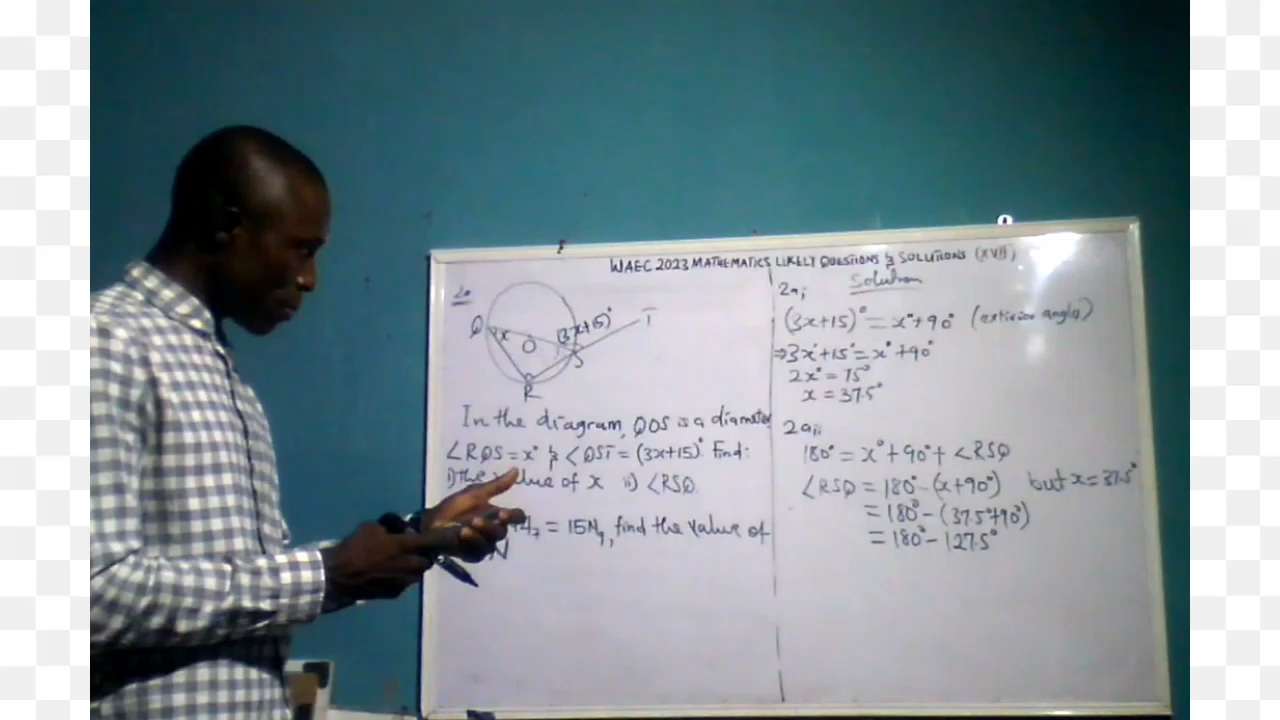 WAEC 2023 MATHEMATICS LIKELY QUESTIONS & SOLUTIONS (XVII)
2a
Q
x
O
(3x+15)°
T
S
R
In the diagram, QOS is a diameter
∠RQS = x° & ∠QST = (3x+15)°. Find:
i) the value of x ii) ∠RSQ.
4₇ = 15N₉, find the value of
N
Solution
2ai
(3x+15)° = x° + 90° (exterior angle)
⇒ 3x° + 15° = x° + 90°
2x° = 75°
x = 37.5°
2aii
180° = x° + 90° + ∠RSQ
∠RSQ = 180° − (x+90°) but x = 37.5°
= 180° − (37.5°+90°)
= 180° − 127.5°